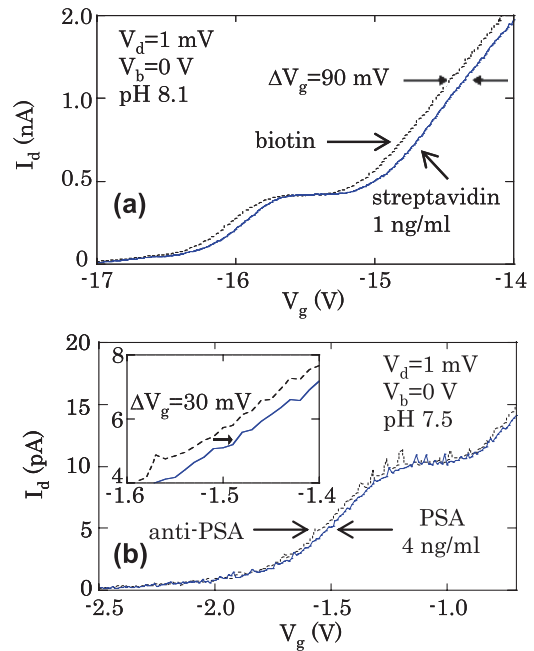 2.0
1.0
0.5
0
I_d (nA)
V_d=1 mV
V_b=0 V
pH 8.1
ΔV_g=90 mV
biotin
streptavidin
1 ng/ml
(a)
-17
-16
-15
-14
V_g (V)
20
15
10
5
0
I_d (pA)
8
6
4
ΔV_g=30 mV
-1.6
-1.5
-1.4
V_d=1 mV
V_b=0 V
pH 7.5
anti-PSA
PSA
4 ng/ml
(b)
-2.5
-2.0
-1.5
-1.0
V_g (V)